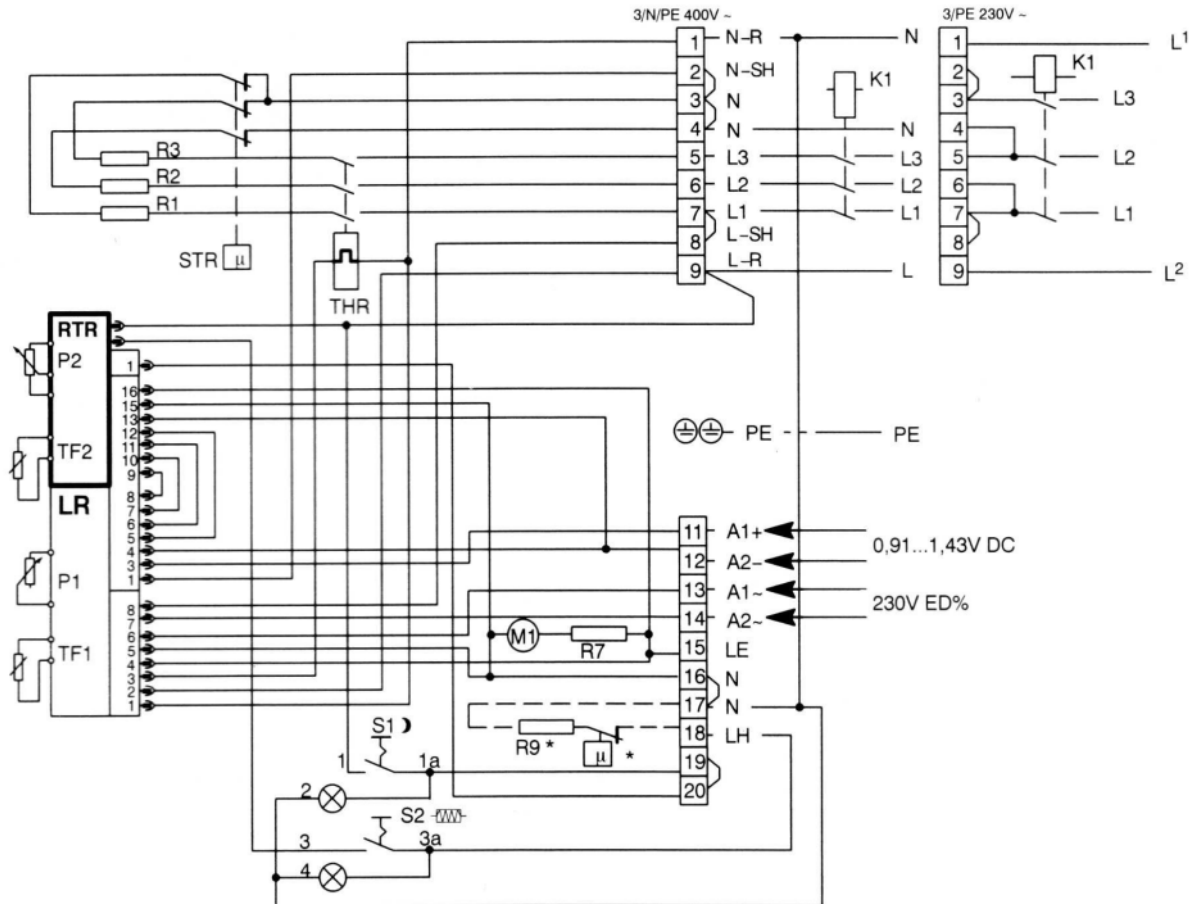 3/N/PE 400V ~
3/PE 230V ~
1 N-R N
2 N-SH
3 N
4 N N
5 L3 L3
6 L2 L2
7 L1 L1
8 L-SH
9 L-R L
K1
1 L1
2
3 L3
4
5 L2
6
7 L1
8
9 L2
K1
R3
R2
R1
STR μ
THR
RTR
P2
TF2
LR
P1
TF1
1
16
15
13
12
11
10
9
8
7
6
5
4
3
1
8
7
6
5
4
3
2
1
PE PE
11 A1+
12 A2-
0,91...1,43V DC
13 A1~
14 A2~
230V ED%
15 LE
16 N
17 N
18 LH
19
20
M1 R7
R9 * μ *
S1
1 1a
2
S2
3 3a
4